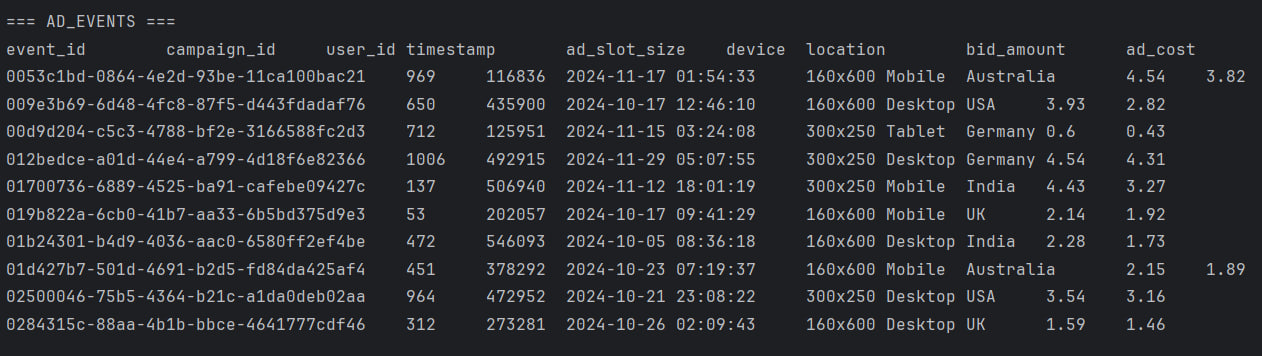 === AD_EVENTS ===
event_id campaign_id user_id timestamp ad_slot_size device location bid_amount ad_cost
0053c1bd-0864-4e2d-93be-11ca100bac21 969 116836 2024-11-17 01:54:33 160x600 Mobile Australia 4.54 3.82
009e3b69-6d48-4fc8-87f5-d443fdadaf76 650 435900 2024-10-17 12:46:10 160x600 Desktop USA 3.93 2.82
00d9d204-c5c3-4788-bf2e-3166588fc2d3 712 125951 2024-11-15 03:24:08 300x250 Tablet Germany 0.6 0.43
012bedce-a01d-44e4-a799-4d18f6e82366 1006 492915 2024-11-29 05:07:55 300x250 Desktop Germany 4.54 4.31
01700736-6889-4525-ba91-cafebe09427c 137 506940 2024-11-12 18:01:19 300x250 Mobile India 4.43 3.27
019b822a-6cb0-41b7-aa33-6b5bd375d9e3 53 202057 2024-10-17 09:41:29 160x600 Mobile UK 2.14 1.92
01b24301-b4d9-4036-aac0-6580ff2ef4be 472 546093 2024-10-05 08:36:18 160x600 Desktop India 2.28 1.73
01d427b7-501d-4691-b2d5-fd84da425af4 451 378292 2024-10-23 07:19:37 160x600 Mobile Australia 2.15 1.89
02500046-75b5-4364-b21c-a1da0deb02aa 964 472952 2024-10-21 23:08:22 300x250 Desktop USA 3.54 3.16
0284315c-88aa-4b1b-bbce-4641777cdf46 312 273281 2024-10-26 02:09:43 160x600 Desktop UK 1.59 1.46